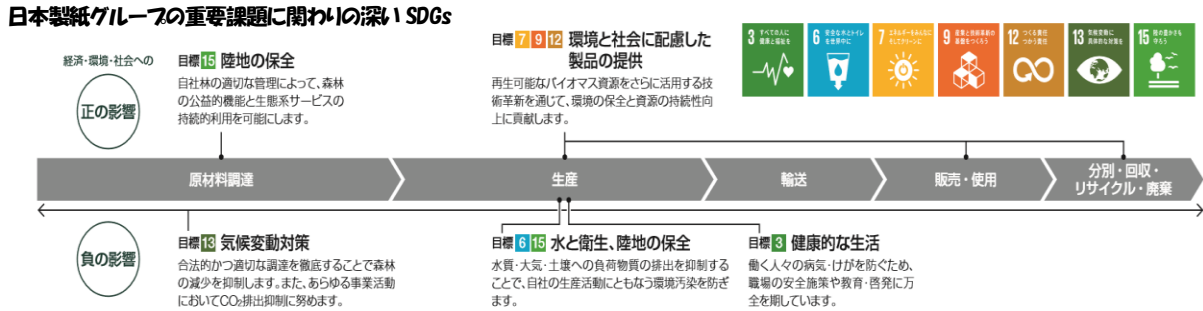 日本製紙グループの重要課題に関わりの深い SDGs
経済・環境・社会への
正の影響
目標15 陸地の保全
自社林の適切な管理によって、森林
の公益的機能と生態系サービスの
持続的利用を可能にします。
目標 7 9 12 環境と社会に配慮した
製品の提供
再生可能なバイオマス資源をさらに活用する技
術革新を通じて、環境の保全と資源の持続性向
上に貢献します。
3 すべての人に
健康と福祉を
6 安全な水とトイレ
を世界中に
7 エネルギーをみんなに
そしてクリーンに
9 産業と技術革新の
基盤をつくろう
12 つくる責任
つかう責任
13 気候変動に
具体的な対策を
15 陸の豊かさも
守ろう
原材料調達
生産
輸送
販売・使用
分別・回収・
リサイクル・廃棄
負の影響
目標13 気候変動対策
合法的かつ適切な調達を徹底することで森林
の減少を抑制します。また、あらゆる事業活動
においてCO₂排出抑制に努めます。
目標 6 15 水と衛生、陸地の保全
水質・大気・土壌への負荷物質の排出を抑制する
ことで、自社の生産活動にともなう環境汚染を防ぎ
ます。
目標 3 健康的な生活
働く人々の病気・けがを防ぐため、
職場の安全施策や教育・啓発に万
全を期しています。